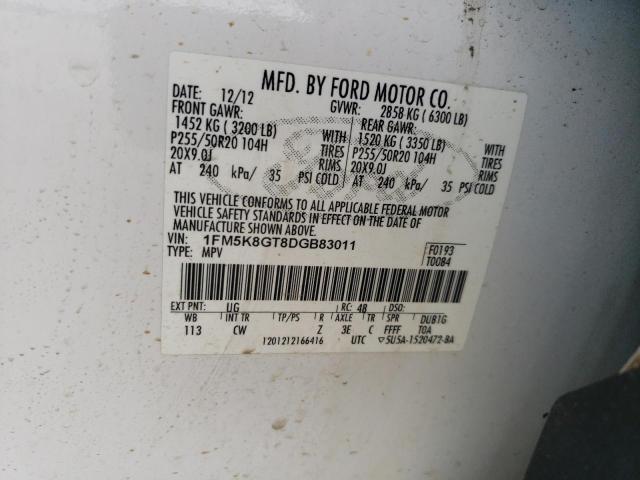 MFD. BY FORD MOTOR CO.
DATE: 12/12 GVWR: 2858 KG ( 6300 LB)
FRONT GAWR: REAR GAWR:
1452 KG ( 3200 LB) WITH 1520 KG ( 3350 LB) WITH
P255/50R20 104H TIRES P255/50R20 104H TIRES
20X9.0J RIMS 20X9.0J RIMS
AT 240 kPa/ 35 PSI COLD AT 240 kPa/ 35 PSI COLD
THIS VEHICLE CONFORMS TO ALL APPLICABLE FEDERAL MOTOR
VEHICLE SAFETY STANDARDS IN EFFECT ON THE DATE OF
MANUFACTURE SHOWN ABOVE.
VIN: 1FM5K8GT8DGB83011 F0193
TYPE: MPV T0084
EXT PNT: UG RC: 48 DSO:
WB INT TR TP/PS R AXLE TR SPR DUBTG
113 CW Z 3E C FFFF TOA
1201212166416 UTC ▽5U5A-1520472-BA